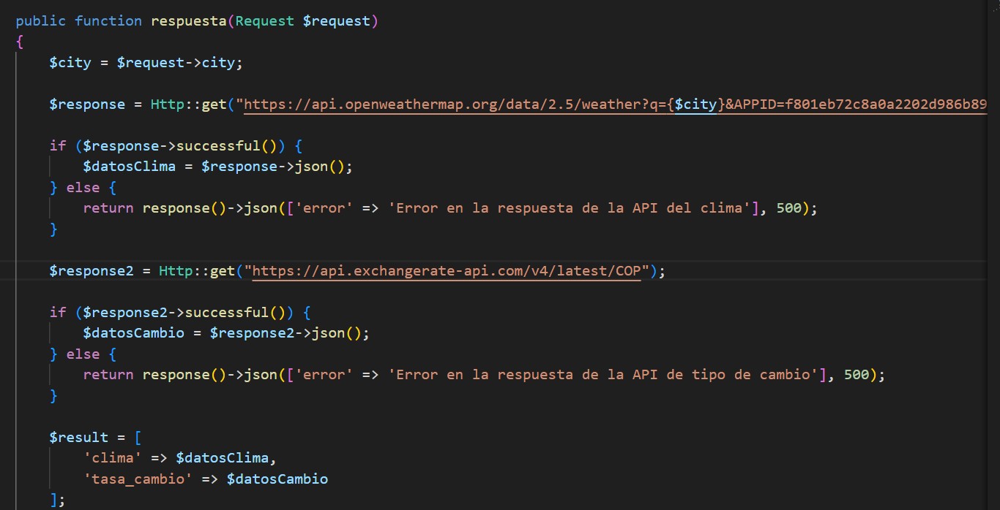 public function respuesta(Request $request)
{
$city = $request->city;
$response = Http::get("https://api.openweathermap.org/data/2.5/weather?q={$city}&APPID=f801eb72c8a0a2202d986b89
if ($response->successful()) {
$datosClima = $response->json();
} else {
return response()->json(['error' => 'Error en la respuesta de la API del clima'], 500);
}
$response2 = Http::get("https://api.exchangerate-api.com/v4/latest/COP");
if ($response2->successful()) {
$datosCambio = $response2->json();
} else {
return response()->json(['error' => 'Error en la respuesta de la API de tipo de cambio'], 500);
}
$result = [
'clima' => $datosClima,
'tasa_cambio' => $datosCambio
];